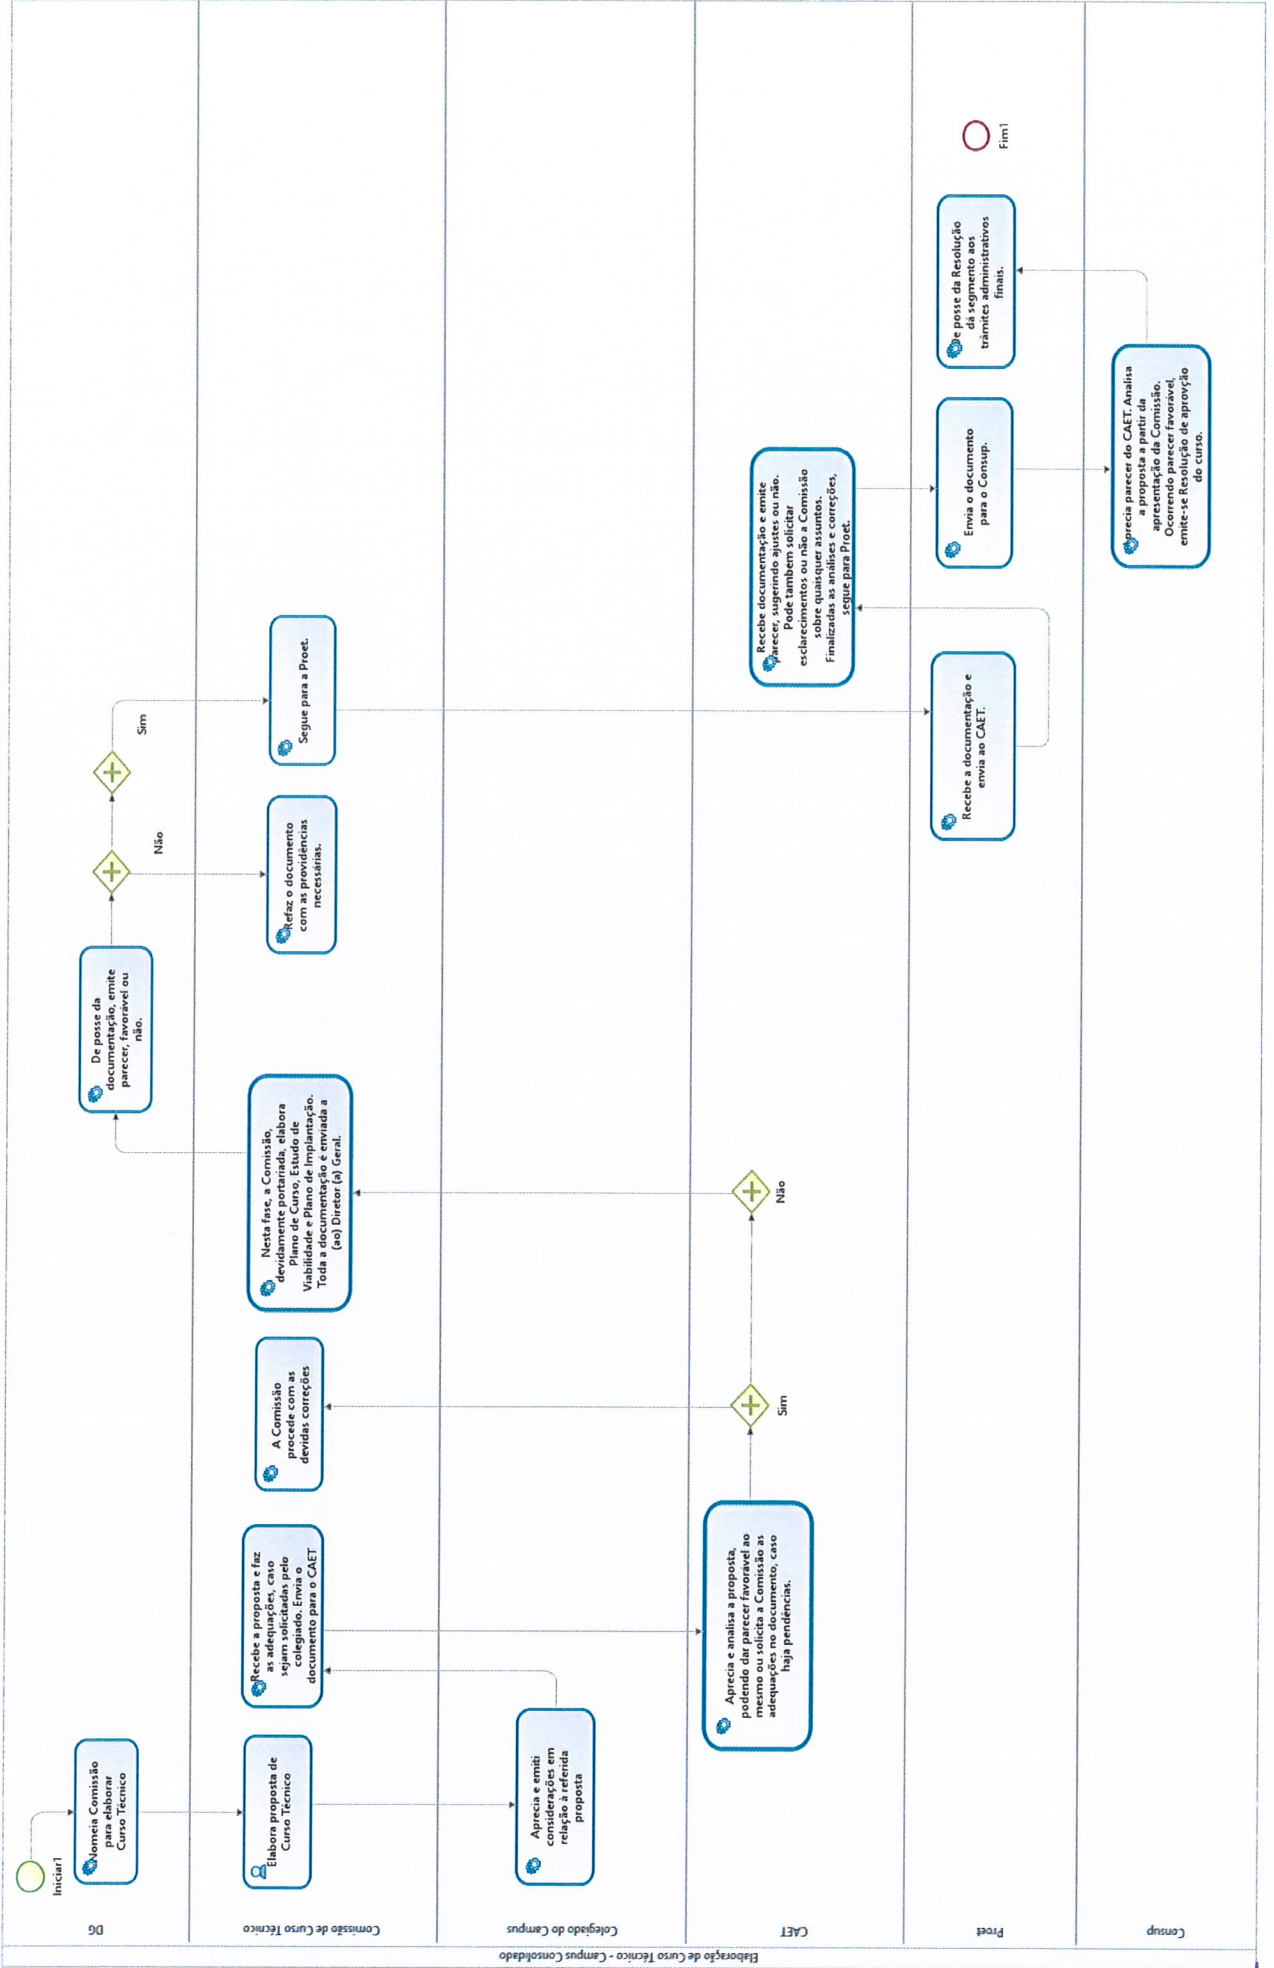 Elaboração de Curso Técnico - Campus Consolidado
DG
Iniciar1
Nomeia Comissão
para elaborar
Curso Técnico
De posse da
documentação, emite
parecer, favorável ou
não.
Não
Sim
Comissão de Curso Técnico
Elabora proposta de
Curso Técnico
Recebe a proposta e faz
as adequações, caso
sejam solicitadas pelo
colegiado. Envia o
documento para o CAET
A Comissão
procede com as
devidas correções
Nesta fase, a Comissão,
devidamente portariada, elabora
Plano de Curso, Estudo de
Viabilidade e Plano de Implantação.
Toda a documentação é enviada a
(ao) Diretor (a) Geral.
Refaz o documento
com as providências
necessárias.
Segue para a Proet.
Colegiado do Campus
Aprecia e emiti
considerações em
relação à referida
proposta
CAET
Aprecia e analisa a proposta,
podendo dar parecer favorável ao
mesmo ou solicita a Comissão as
adequações no documento, caso
haja pendências.
Sim
Não
Recebe documentação e emite
parecer, sugerindo ajustes ou não.
Pode tambem solicitar
esclarecimentos ou não a Comissão
sobre quaisquer assuntos.
Finalizadas as análises e correções,
segue para Proet.
Proet
Recebe a documentação e
envia ao CAET.
Envia o documento
para o Consup.
De posse da Resolução
dá segmento aos
trâmites administrativos
finais.
Fim1
Consup
Aprecia parecer do CAET. Analisa
a proposta a partir da
apresentação da Comissão.
Ocorrendo parecer favorável,
emite-se Resolução de aprovção
do curso.